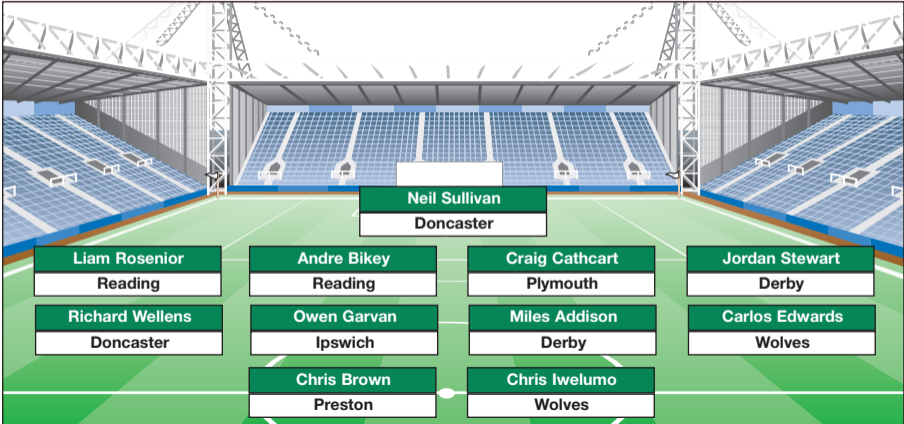 Neil Sullivan
Doncaster
Liam Rosenior
Reading
Andre Bikey
Reading
Craig Cathcart
Plymouth
Jordan Stewart
Derby
Richard Wellens
Doncaster
Owen Garvan
Ipswich
Miles Addison
Derby
Carlos Edwards
Wolves
Chris Brown
Preston
Chris Iwelumo
Wolves